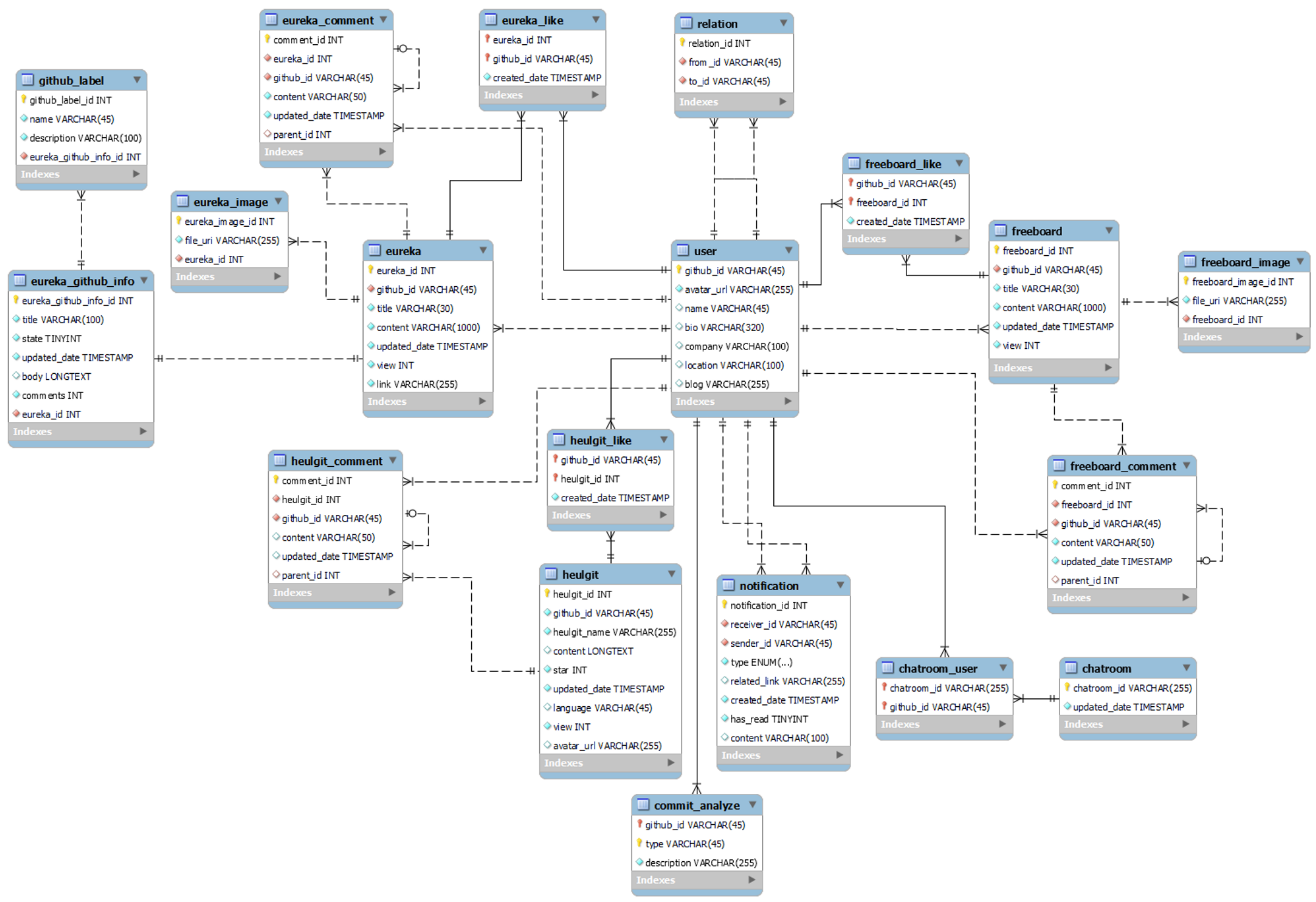 github_label
github_label_id INT
name VARCHAR(45)
description VARCHAR(100)
eureka_github_info_id INT
Indexes
eureka_comment
comment_id INT
eureka_id INT
github_id VARCHAR(45)
content VARCHAR(50)
updated_date TIMESTAMP
parent_id INT
Indexes
eureka_like
eureka_id INT
github_id VARCHAR(45)
created_date TIMESTAMP
Indexes
relation
relation_id INT
from_id VARCHAR(45)
to_id VARCHAR(45)
Indexes
eureka_image
eureka_image_id INT
file_uri VARCHAR(255)
eureka_id INT
Indexes
freeboard_like
github_id VARCHAR(45)
freeboard_id INT
created_date TIMESTAMP
Indexes
eureka_github_info
eureka_github_info_id INT
title VARCHAR(100)
state TINYINT
updated_date TIMESTAMP
body LONGTEXT
comments INT
eureka_id INT
Indexes
eureka
eureka_id INT
github_id VARCHAR(45)
title VARCHAR(30)
content VARCHAR(1000)
updated_date TIMESTAMP
view INT
link VARCHAR(255)
Indexes
user
github_id VARCHAR(45)
avatar_url VARCHAR(255)
name VARCHAR(45)
bio VARCHAR(320)
company VARCHAR(100)
location VARCHAR(100)
blog VARCHAR(255)
Indexes
freeboard
freeboard_id INT
github_id VARCHAR(45)
title VARCHAR(30)
content VARCHAR(1000)
updated_date TIMESTAMP
view INT
Indexes
freeboard_image
freeboard_image_id INT
file_uri VARCHAR(255)
freeboard_id INT
Indexes
heulgit_comment
comment_id INT
heulgit_id INT
github_id VARCHAR(45)
content VARCHAR(50)
updated_date TIMESTAMP
parent_id INT
Indexes
heulgit_like
github_id VARCHAR(45)
heulgit_id INT
created_date TIMESTAMP
Indexes
freeboard_comment
comment_id INT
freeboard_id INT
github_id VARCHAR(45)
content VARCHAR(50)
updated_date TIMESTAMP
parent_id INT
Indexes
heulgit
heulgit_id INT
github_id VARCHAR(45)
heulgit_name VARCHAR(255)
content LONGTEXT
star INT
updated_date TIMESTAMP
language VARCHAR(45)
view INT
avatar_url VARCHAR(255)
Indexes
notification
notification_id INT
receiver_id VARCHAR(45)
sender_id VARCHAR(45)
type ENUM(...)
related_link VARCHAR(255)
created_date TIMESTAMP
has_read TINYINT
content VARCHAR(100)
Indexes
chatroom_user
chatroom_id VARCHAR(255)
github_id VARCHAR(45)
Indexes
chatroom
chatroom_id VARCHAR(255)
updated_date TIMESTAMP
Indexes
commit_analyze
github_id VARCHAR(45)
type VARCHAR(45)
description VARCHAR(255)
Indexes